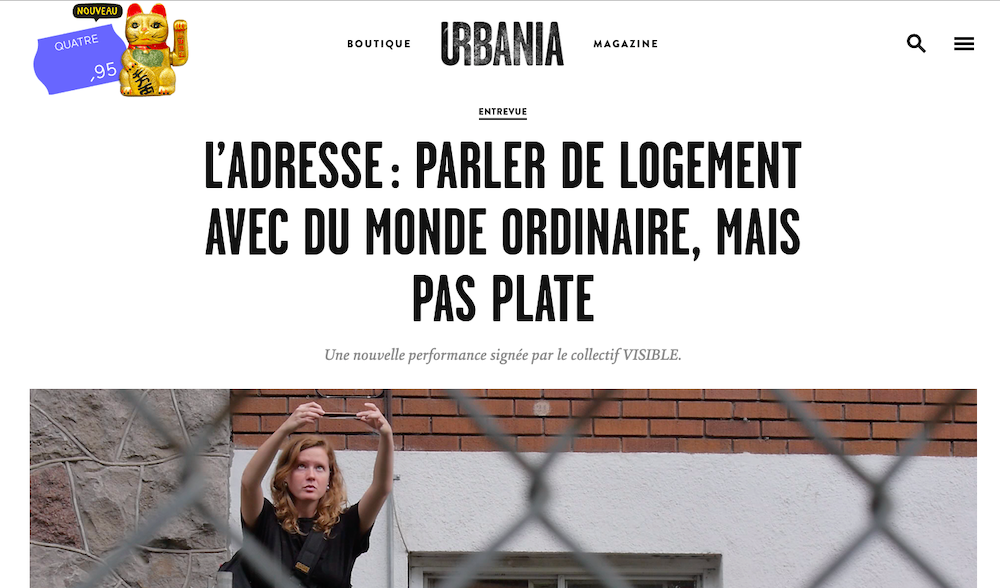 NOUVEAU
QUATRE
,95
BOUTIQUE
URBANIA
MAGAZINE
ENTREVUE
L’ADRESSE : PARLER DE LOGEMENT
AVEC DU MONDE ORDINAIRE, MAIS
PAS PLATE
Une nouvelle performance signée par le collectif VISIBLE.